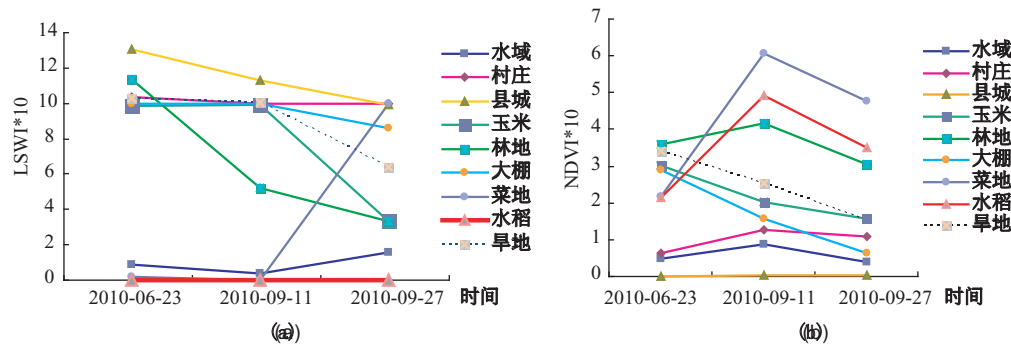 LSWI*10
14
12
10
8
6
4
2
0
2010-06-23 2010-09-11 2010-09-27 时间
水域
村庄
县城
玉米
林地
大棚
菜地
水稻
旱地
(a)
NDVI*10
7
6
5
4
3
2
1
0
2010-06-23 2010-09-11 2010-09-27 时间
水域
村庄
县城
玉米
林地
大棚
菜地
水稻
旱地
(b)